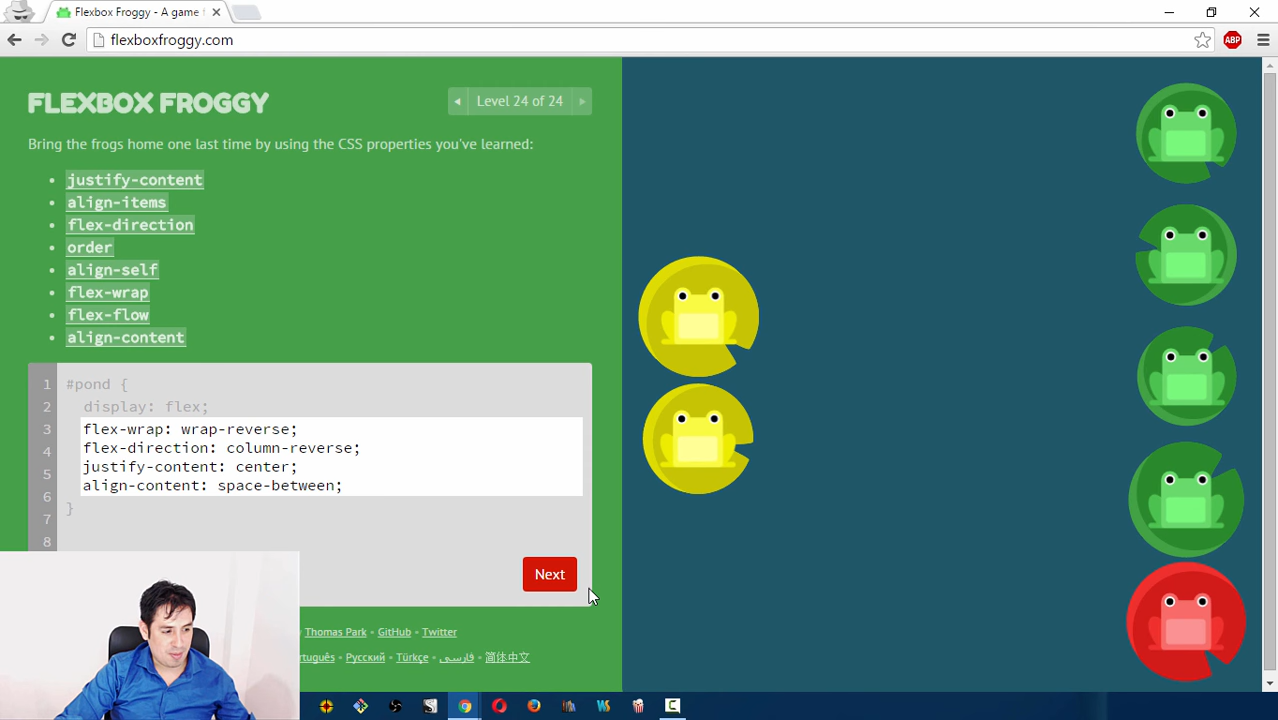 Flexbox Froggy - A game
flexboxfroggy.com
ABP
FLEXBOX FROGGY
Level 24 of 24
Bring the frogs home one last time by using the CSS properties you've learned:
justify-content
align-items
flex-direction
order
align-self
flex-wrap
flex-flow
align-content
1 #pond {
2 display: flex;
3 flex-wrap: wrap-reverse;
4 flex-direction: column-reverse;
5 justify-content: center;
6 align-content: space-between;
7 }
8
Next
Thomas Park • GitHub • Twitter
tuguês • Русский • Türkçe • فارسی • 简体中文